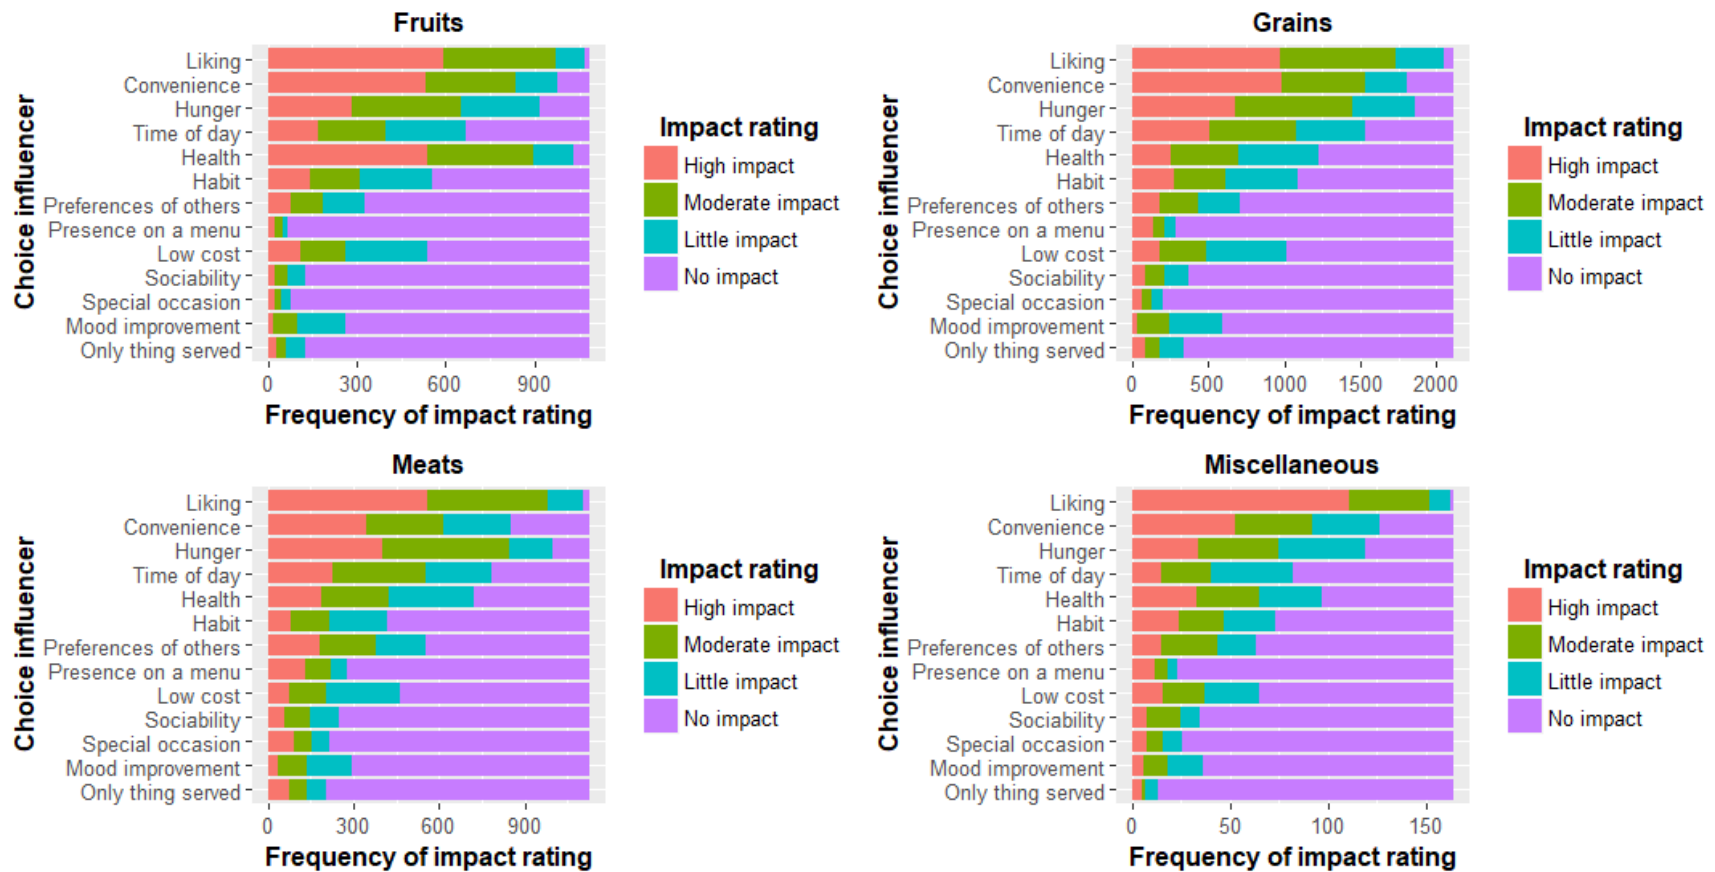 Fruits
Choice influencer
Liking
Convenience
Hunger
Time of day
Health
Habit
Preferences of others
Presence on a menu
Low cost
Sociability
Special occasion
Mood improvement
Only thing served
0 300 600 900
Frequency of impact rating
Impact rating
High impact
Moderate impact
Little impact
No impact
Grains
Choice influencer
Liking
Convenience
Hunger
Time of day
Health
Habit
Preferences of others
Presence on a menu
Low cost
Sociability
Special occasion
Mood improvement
Only thing served
0 500 1000 1500 2000
Frequency of impact rating
Impact rating
High impact
Moderate impact
Little impact
No impact
Meats
Choice influencer
Liking
Convenience
Hunger
Time of day
Health
Habit
Preferences of others
Presence on a menu
Low cost
Sociability
Special occasion
Mood improvement
Only thing served
0 300 600 900
Frequency of impact rating
Impact rating
High impact
Moderate impact
Little impact
No impact
Miscellaneous
Choice influencer
Liking
Convenience
Hunger
Time of day
Health
Habit
Preferences of others
Presence on a menu
Low cost
Sociability
Special occasion
Mood improvement
Only thing served
0 50 100 150
Frequency of impact rating
Impact rating
High impact
Moderate impact
Little impact
No impact